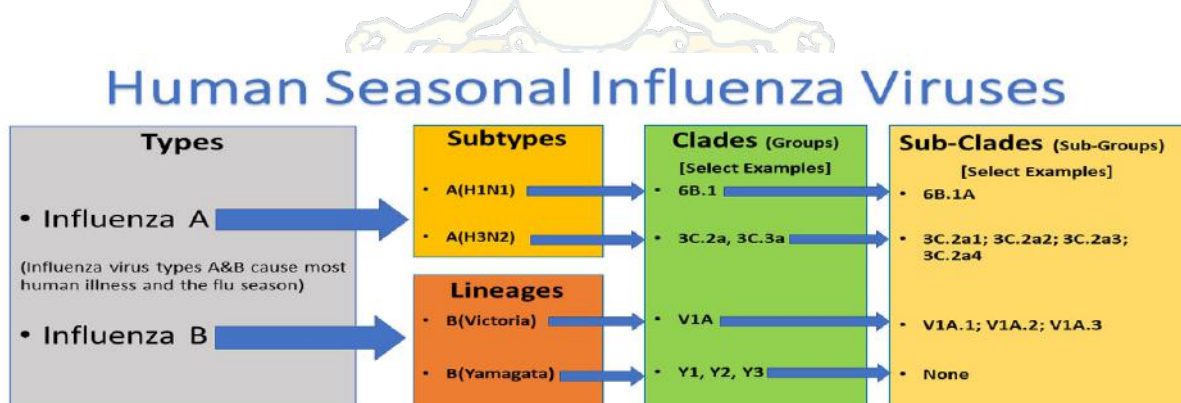 Human Seasonal Influenza Viruses
Types
• Influenza A
(Influenza virus types A&B cause most
human illness and the flu season)
• Influenza B
Subtypes
• A(H1N1)
• A(H3N2)
Lineages
• B(Victoria)
• B(Yamagata)
Clades (Groups)
[Select Examples]
• 6B.1
• 3C.2a, 3C.3a
• V1A
• Y1, Y2, Y3
Sub-Clades (Sub-Groups)
[Select Examples]
• 6B.1A
• 3C.2a1; 3C.2a2; 3C.2a3;
3C.2a4
• V1A.1; V1A.2; V1A.3
• None